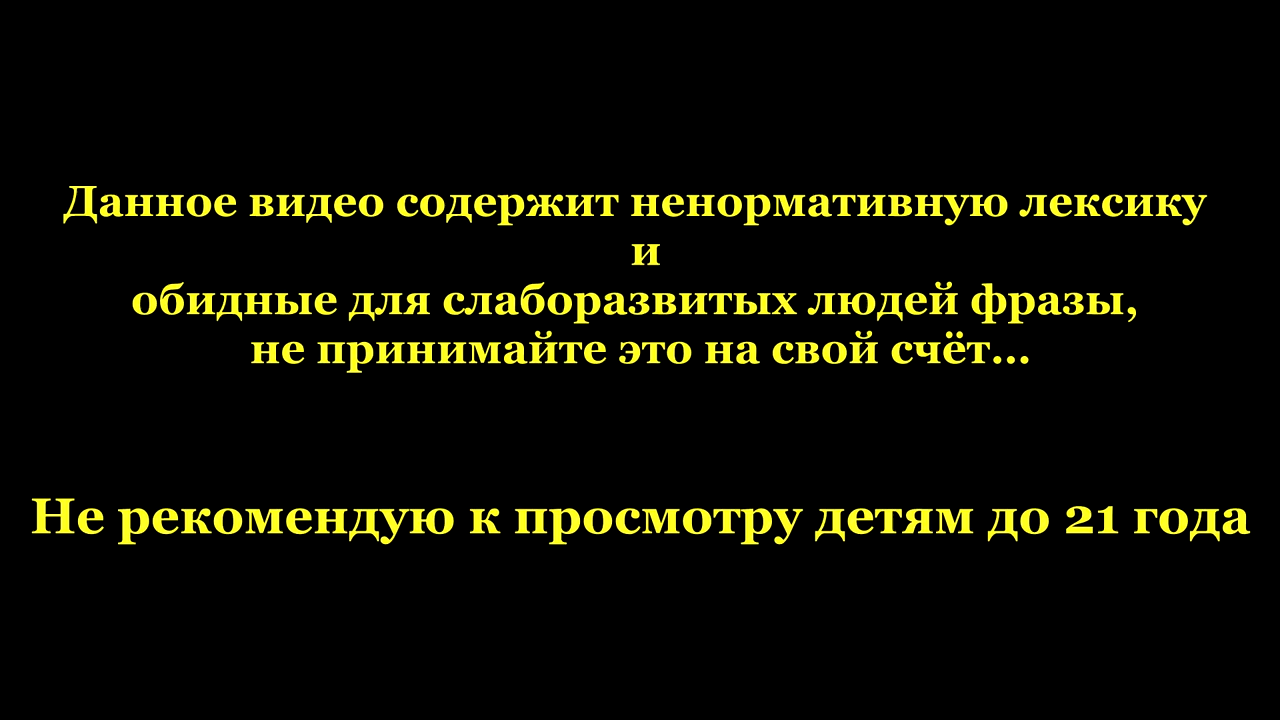 Данное видео содержит ненормативную лексику
и
обидные для слаборазвитых людей фразы,
не принимайте это на свой счёт...
Не рекомендую к просмотру детям до 21 года